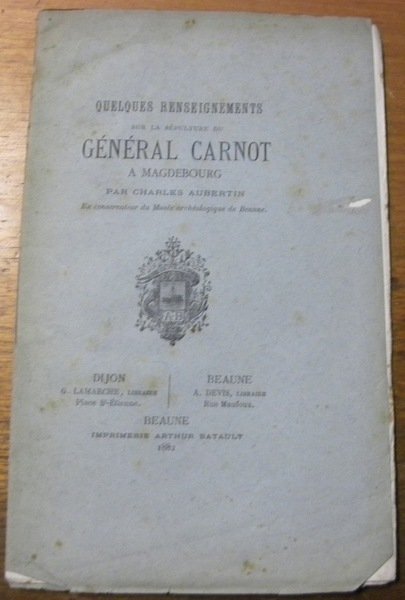 QUELQUES RENSEIGNEMENTS
SUR LA SÉPULTURE DU
GÉNÉRAL CARNOT
A MAGDEBOURG
PAR CHARLES AUBERTIN
Ex conservateur du Musée archéologique de Beaune.
DIJON
G. LAMARCHE, LIBRAIRE
Place St-Étienne.
BEAUNE
A. DEVIS, LIBRAIRE
Rue Maufoux.
BEAUNE
IMPRIMERIE ARTHUR BATAULT